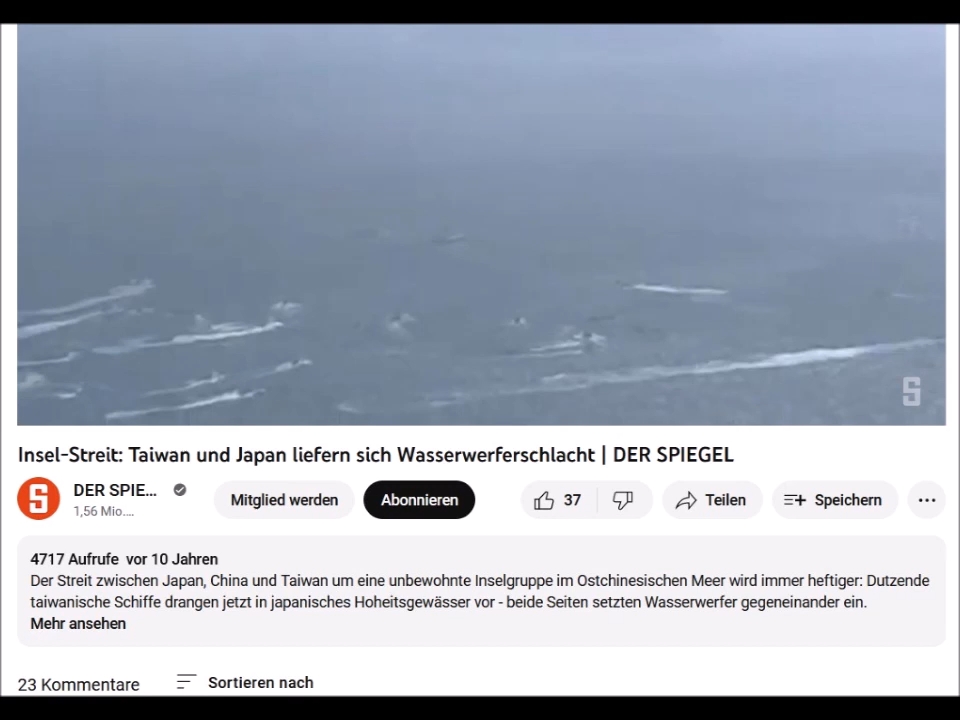 S
Insel-Streit: Taiwan und Japan liefern sich Wasserwerferschlacht | DER SPIEGEL
S
DER SPIE...
1,56 Mio....
Mitglied werden
Abonnieren
37
Teilen
Speichern
4717 Aufrufe vor 10 Jahren
Der Streit zwischen Japan, China und Taiwan um eine unbewohnte Inselgruppe im Ostchinesischen Meer wird immer heftiger: Dutzende
taiwanische Schiffe drangen jetzt in japanisches Hoheitsgewässer vor - beide Seiten setzten Wasserwerfer gegeneinander ein.
Mehr ansehen
23 Kommentare
Sortieren nach